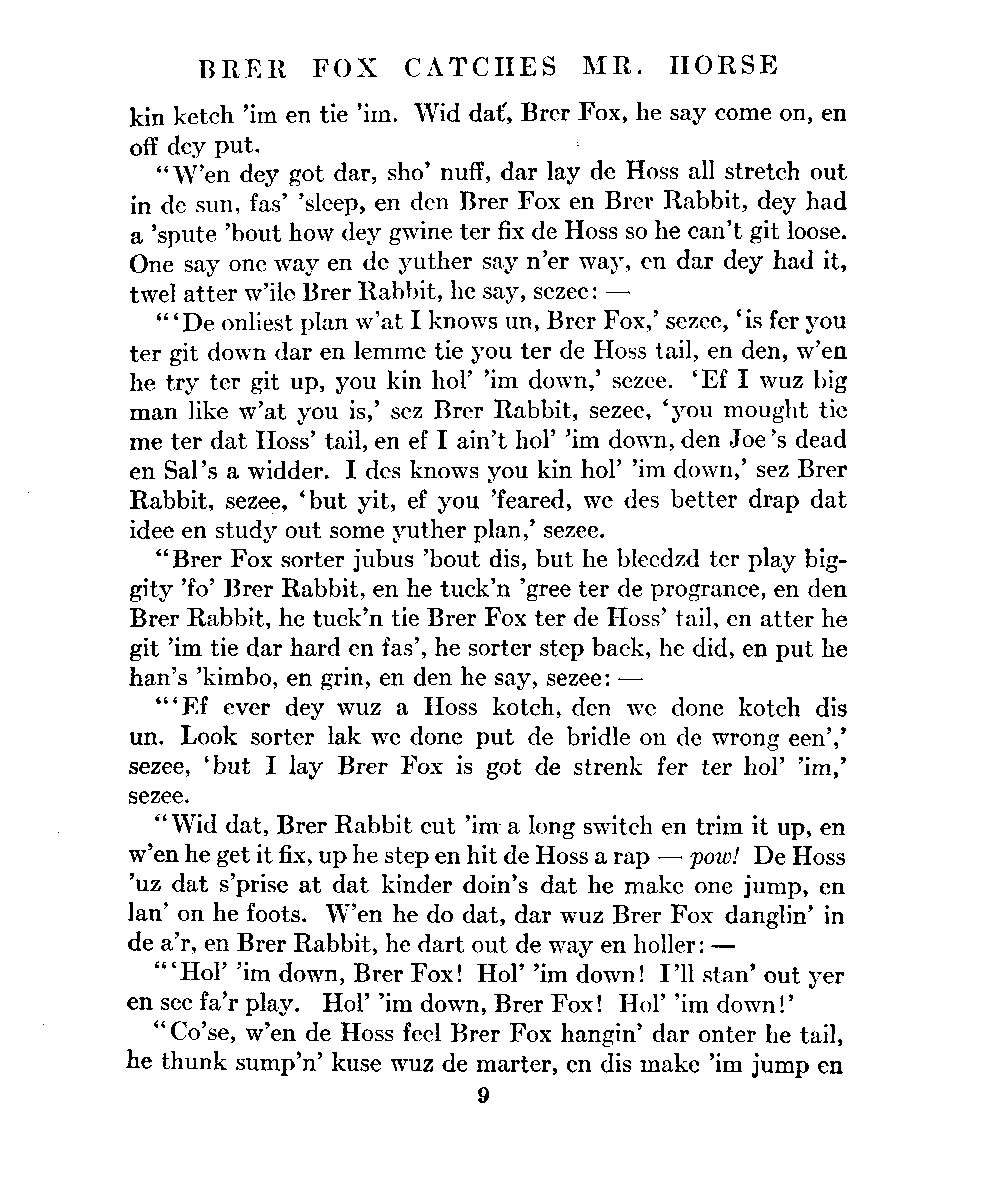 BRER FOX CATCHES MR. HORSE
kin ketch 'im en tie 'im. Wid dat, Brer Fox, he say come on, en
off dey put.
“W'en dey got dar, sho' nuff, dar lay de Hoss all stretch out
in de sun, fas' 'sleep, en den Brer Fox en Brer Rabbit, dey had
a 'spute 'bout how dey gwine ter fix de Hoss so he can't git loose.
One say one way en de yuther say n'er way, en dar dey had it,
twel atter w'ile Brer Rabbit, he say, sezee: —
“‘De onliest plan w'at I knows un, Brer Fox,’ sezee, ‘is fer you
ter git down dar en lemme tie you ter de Hoss tail, en den, w'en
he try ter git up, you kin hol' 'im down,’ sezee. ‘Ef I wuz big
man like w'at you is,’ sez Brer Rabbit, sezee, ‘you mought tie
me ter dat Hoss' tail, en ef I ain't hol' 'im down, den Joe's dead
en Sal's a widder. I des knows you kin hol' 'im down,’ sez Brer
Rabbit, sezee, ‘but yit, ef you 'feared, we des better drap dat
idee en study out some yuther plan,’ sezee.
“Brer Fox sorter jubus 'bout dis, but he bleedzd ter play big-
gity 'fo' Brer Rabbit, en he tuck'n 'gree ter de progrance, en den
Brer Rabbit, he tuck'n tie Brer Fox ter de Hoss' tail, en atter he
git 'im tie dar hard en fas', he sorter step back, he did, en put he
han's 'kimbo, en grin, en den he say, sezee: —
“‘Ef ever dey wuz a Hoss kotch, den we done kotch dis
un. Look sorter lak we done put de bridle on de wrong een',’
sezee, ‘but I lay Brer Fox is got de strenk fer ter hol' 'im,’
sezee.
“Wid dat, Brer Rabbit cut 'im a long switch en trim it up, en
w'en he get it fix, up he step en hit de Hoss a rap — pow! De Hoss
'uz dat s'prise at dat kinder doin's dat he make one jump, en
lan' on he foots. W'en he do dat, dar wuz Brer Fox danglin' in
de a'r, en Brer Rabbit, he dart out de way en holler: —
“‘Hol' 'im down, Brer Fox! Hol' 'im down! I'll stan' out yer
en see fa'r play. Hol' 'im down, Brer Fox! Hol' 'im down!’
“Co'se, w'en de Hoss feel Brer Fox hangin' dar onter he tail,
he thunk sump'n' kuse wuz de marter, en dis make 'im jump en
9